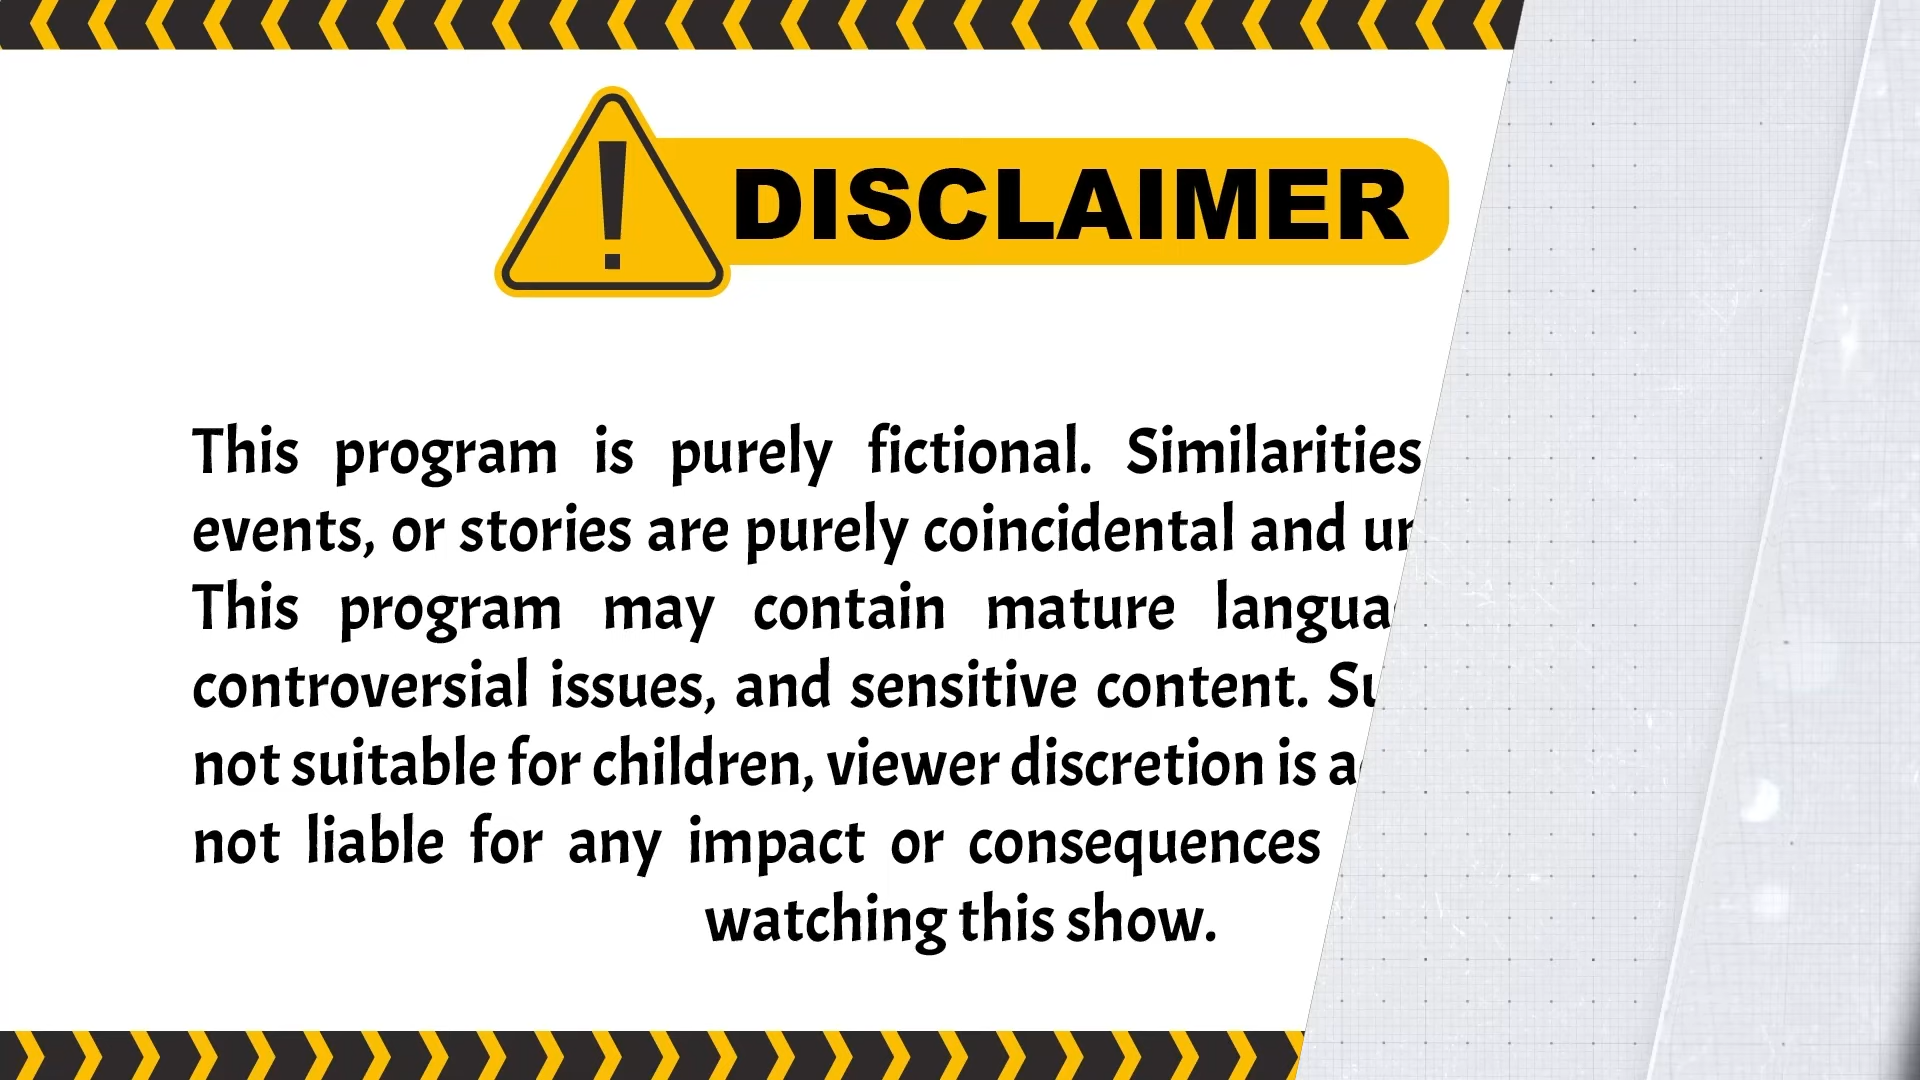 DISCLAIMER
This program is purely fictional. Similarities
events, or stories are purely coincidental and
This program may contain mature
controversial issues, and sensitive content.
not suitable for children, viewer discretion is
not liable for any impact or consequences
watching this show.